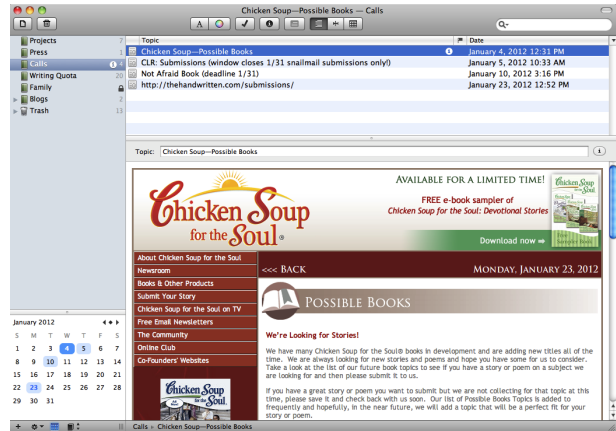 Chicken Soup—Possible Books — Calls
A
Topic
Date
Projects 7
Press 1
Calls 4
Writing Quota 20
Family
Blogs 2
Trash 13
Chicken Soup—Possible Books January 4, 2012 12:31 PM
CLR: Submissions (window closes 1/31 snailmail submissions only!) January 5, 2012 10:33 AM
Not Afraid Book (deadline 1/31) January 10, 2012 3:16 PM
http://thehandwritten.com/submissions/ January 23, 2012 12:52 PM
Topic: Chicken Soup—Possible Books
Chicken Soup
for the Soul®
Available for a limited time!
FREE e-book sampler of
Chicken Soup for the Soul: Devotional Stories
Download now
Chicken Soup
for the Soul
About Chicken Soup for the Soul
Newsroom
Books & Other Products
Submit Your Story
Chicken Soup for the Soul on TV
Free Email Newsletters
The Community
Online Club
Co-Founders' Websites
Chicken Soup
for the Soul
<<< Back
Monday, January 23, 2012
Possible Books
We're Looking for Stories!
We have many Chicken Soup for the Soul® books in development and are adding new titles all of the
time. We are always looking for new stories and poems and hope you have some for us to consider.
Take a look at the list of our future book topics to see if you have a story or poem on a subject we
are looking for and then please submit it to us.
If you have a great story or poem you want to submit but we are not collecting for that topic at this
time, please save it and check back with us soon. Our list of Possible Books Topics is added to
frequently and hopefully, in the near future, we will add a topic that will be a perfect fit for your
story or poem.
January 2012
S M T W T F S
1 2 3 4 5 6 7
8 9 10 11 12 13 14
15 16 17 18 19 20 21
22 23 24 25 26 27 28
29 30 31
Calls ▸ Chicken Soup—Possible Books